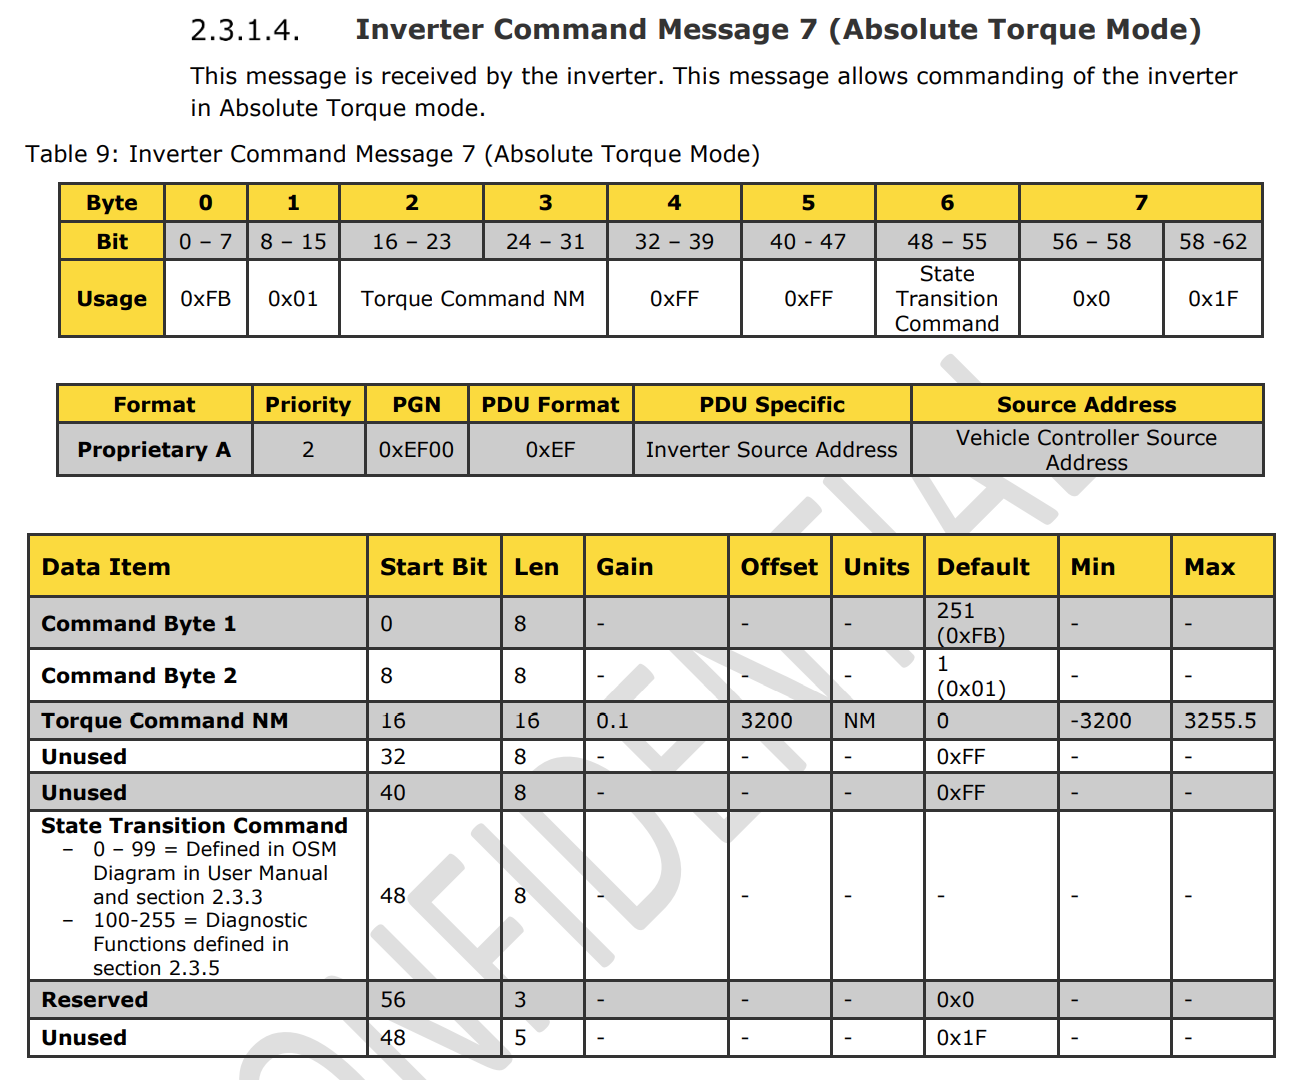 2.3.1.4. Inverter Command Message 7 (Absolute Torque Mode)
This message is received by the inverter. This message allows commanding of the inverter
in Absolute Torque mode.
Table 9: Inverter Command Message 7 (Absolute Torque Mode)
Byte 0 1 2 3 4 5 6 7
Bit 0 – 7 8 – 15 16 – 23 24 – 31 32 – 39 40 - 47 48 – 55 56 – 58 58 -62
Usage 0xFB 0x01 Torque Command NM 0xFF 0xFF State Transition Command 0x0 0x1F
Format Priority PGN PDU Format PDU Specific Source Address
Proprietary A 2 0xEF00 0xEF Inverter Source Address Vehicle Controller Source Address
Data Item Start Bit Len Gain Offset Units Default Min Max
Command Byte 1 0 8 - - - 251 (0xFB) - -
Command Byte 2 8 8 - - - 1 (0x01) - -
Torque Command NM 16 16 0.1 3200 NM 0 -3200 3255.5
Unused 32 8 - - - 0xFF - -
Unused 40 8 - - - 0xFF - -
State Transition Command
– 0 – 99 = Defined in OSM
Diagram in User Manual
and section 2.3.3
– 100-255 = Diagnostic
Functions defined in
section 2.3.5
48 8 - - - - - -
Reserved 56 3 - - - 0x0 - -
Unused 48 5 - - - 0x1F - -
CONFIDENTIAL